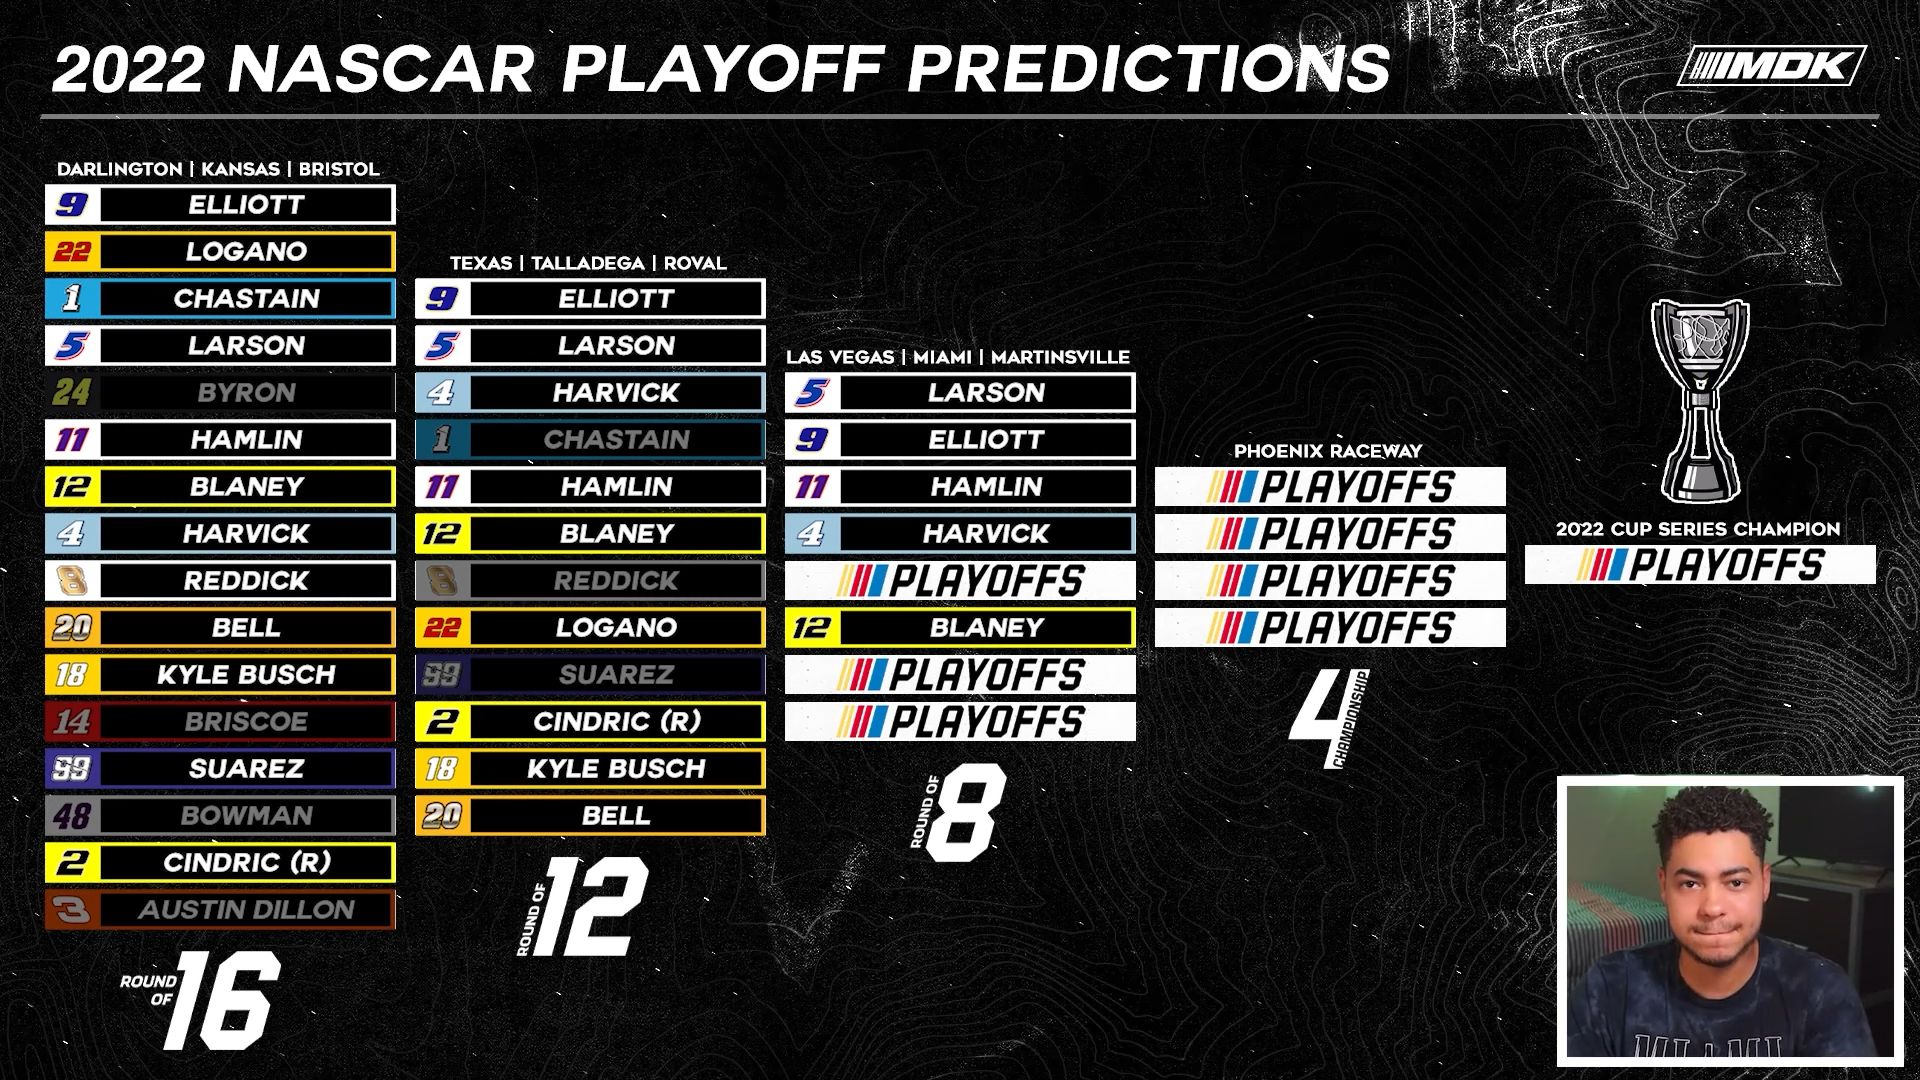 2022 NASCAR PLAYOFF PREDICTIONS
MDK
DARLINGTON | KANSAS | BRISTOL
9 ELLIOTT
22 LOGANO
1 CHASTAIN
5 LARSON
24 BYRON
11 HAMLIN
12 BLANEY
4 HARVICK
8 REDDICK
20 BELL
18 KYLE BUSCH
14 BRISCOE
99 SUAREZ
48 BOWMAN
2 CINDRIC (R)
3 AUSTIN DILLON
ROUND OF 16
TEXAS | TALLADEGA | ROVAL
9 ELLIOTT
5 LARSON
4 HARVICK
1 CHASTAIN
11 HAMLIN
12 BLANEY
8 REDDICK
22 LOGANO
99 SUAREZ
2 CINDRIC (R)
18 KYLE BUSCH
20 BELL
ROUND OF 12
LAS VEGAS | MIAMI | MARTINSVILLE
5 LARSON
9 ELLIOTT
11 HAMLIN
4 HARVICK
PLAYOFFS
12 BLANEY
PLAYOFFS
PLAYOFFS
ROUND OF 8
PHOENIX RACEWAY
PLAYOFFS
PLAYOFFS
PLAYOFFS
PLAYOFFS
CHAMPIONSHIP 4
2022 CUP SERIES CHAMPION
PLAYOFFS
MIAMI